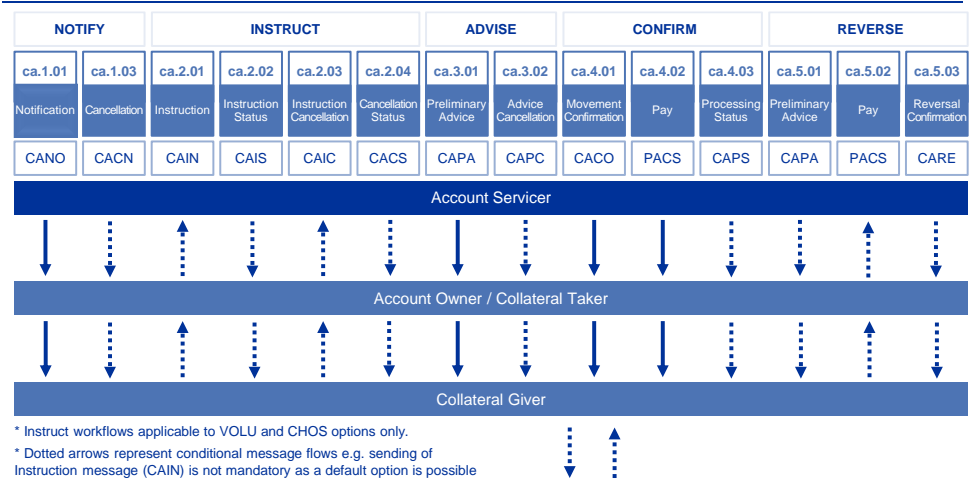 NOTIFY INSTRUCT ADVISE CONFIRM REVERSE
ca.1.01 ca.1.03 ca.2.01 ca.2.02 ca.2.03 ca.2.04 ca.3.01 ca.3.02 ca.4.01 ca.4.02 ca.4.03 ca.5.01 ca.5.02 ca.5.03
Notification Cancellation Instruction Instruction Status Instruction Cancellation Cancellation Status Preliminary Advice Advice Cancellation Movement Confirmation Pay Processing Status Preliminary Advice Pay Reversal Confirmation
CANO CACN CAIN CAIS CAIC CACS CAPA CAPC CACO PACS CAPS CAPA PACS CARE
Account Servicer
Account Owner / Collateral Taker
Collateral Giver
* Instruct workflows applicable to VOLU and CHOS options only.
* Dotted arrows represent conditional message flows e.g. sending of
Instruction message (CAIN) is not mandatory as a default option is possible